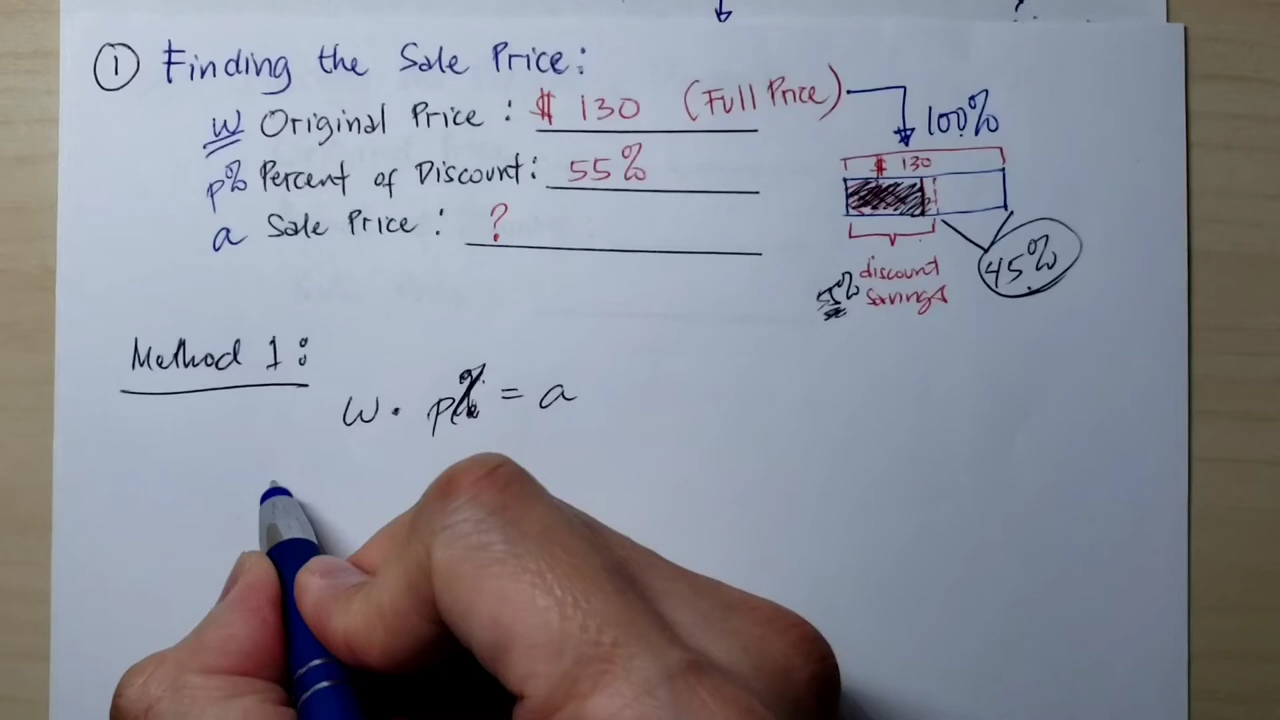 ① Finding the Sale Price:
w Original Price: $ 130 (Full Price)
100%
p% Percent of Discount: 55%
$ 130
a Sale Price: ?
45%
55% discount
savings
Method 1:
w · p% = a